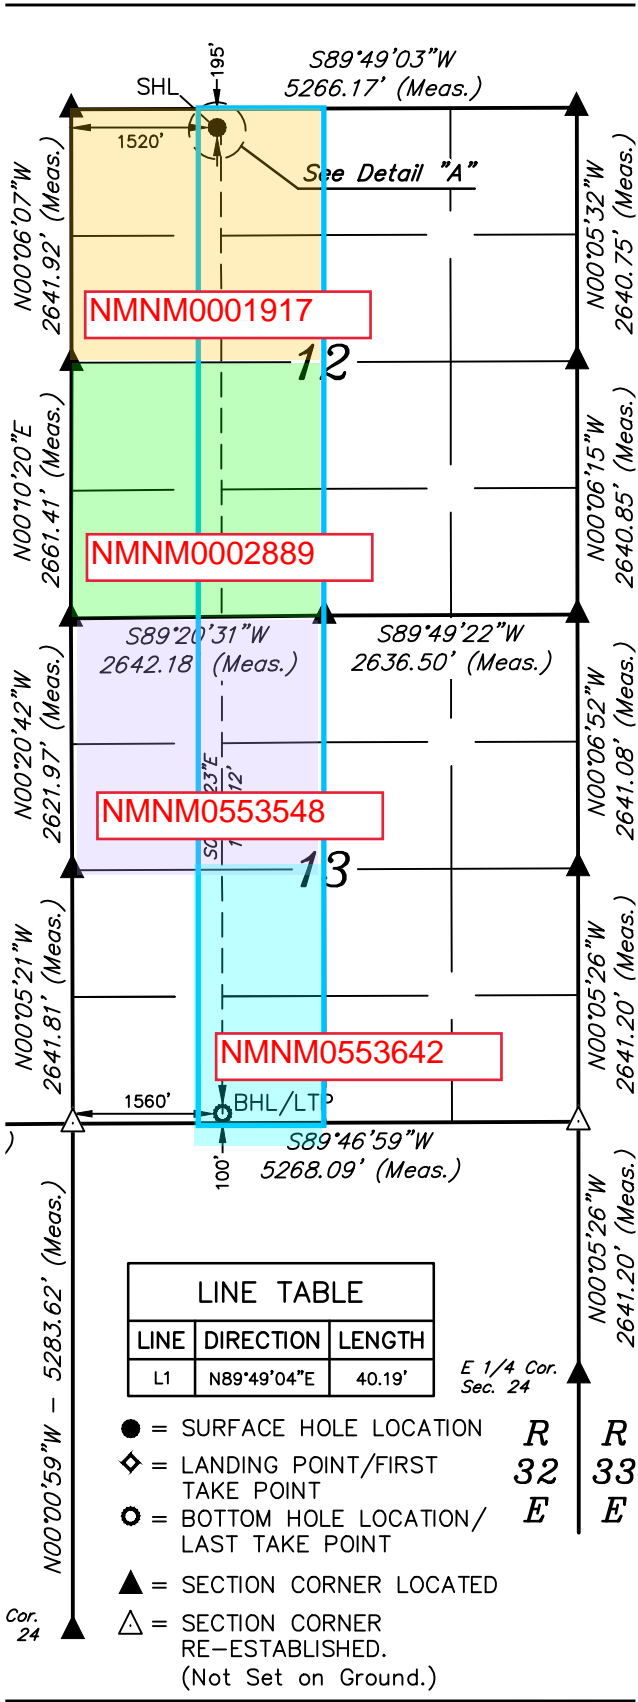 S89°49'03"W
5266.17' (Meas.)
195'
SHL
1520'
See Detail "A"
N00°06'07"W
2641.92' (Meas.)
N00°05'32"W
2640.75' (Meas.)
NMNM0001917
12
N00°10'20"E
2661.41' (Meas.)
N00°06'15"W
2640.85' (Meas.)
NMNM0002889
S89°20'31"W
2642.18' (Meas.)
S89°49'22"W
2636.50' (Meas.)
N00°20'42"W
2621.97' (Meas.)
N00°06'52"W
2641.08' (Meas.)
23"E
12'
NMNM0553548
13
N00°05'21"W
2641.81' (Meas.)
N00°05'26"W
2641.20' (Meas.)
NMNM0553642
1560'
BHL/LTP
)
100'
S89°46'59"W
5268.09' (Meas.)
N00°00'59"W – 5283.62' (Meas.)
N00°05'26"W
2641.20' (Meas.)
LINE TABLE
LINE DIRECTION LENGTH
L1 N89°49'04"E 40.19'
E 1/4 Cor.
Sec. 24
R R
32 33
E E
= SURFACE HOLE LOCATION
= LANDING POINT/FIRST
TAKE POINT
= BOTTOM HOLE LOCATION/
LAST TAKE POINT
= SECTION CORNER LOCATED
= SECTION CORNER
RE-ESTABLISHED.
(Not Set on Ground.)
Cor.
24